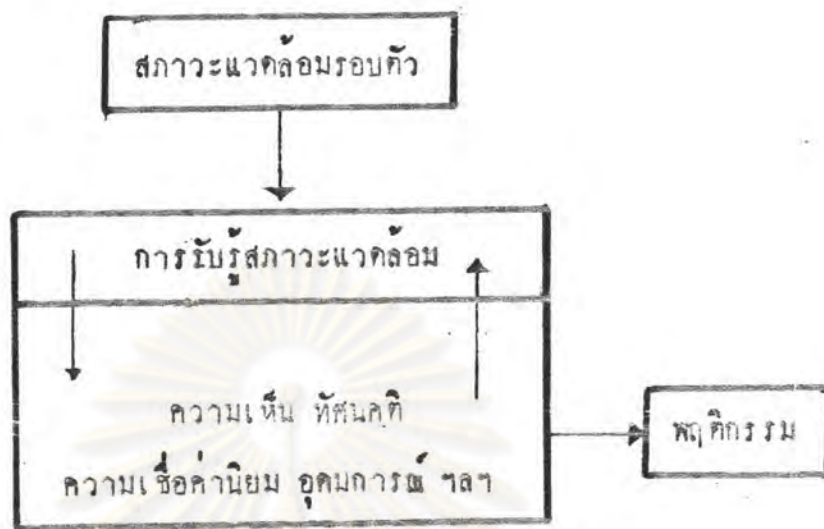 สภาวะแวดล้อมรอบตัว
การรับรู้สภาวะแวดล้อม
ความเห็น ทัศนคติ
ความเชื่อค่านิยม อุดมการณ์ ฯลฯ
พฤติกรรม